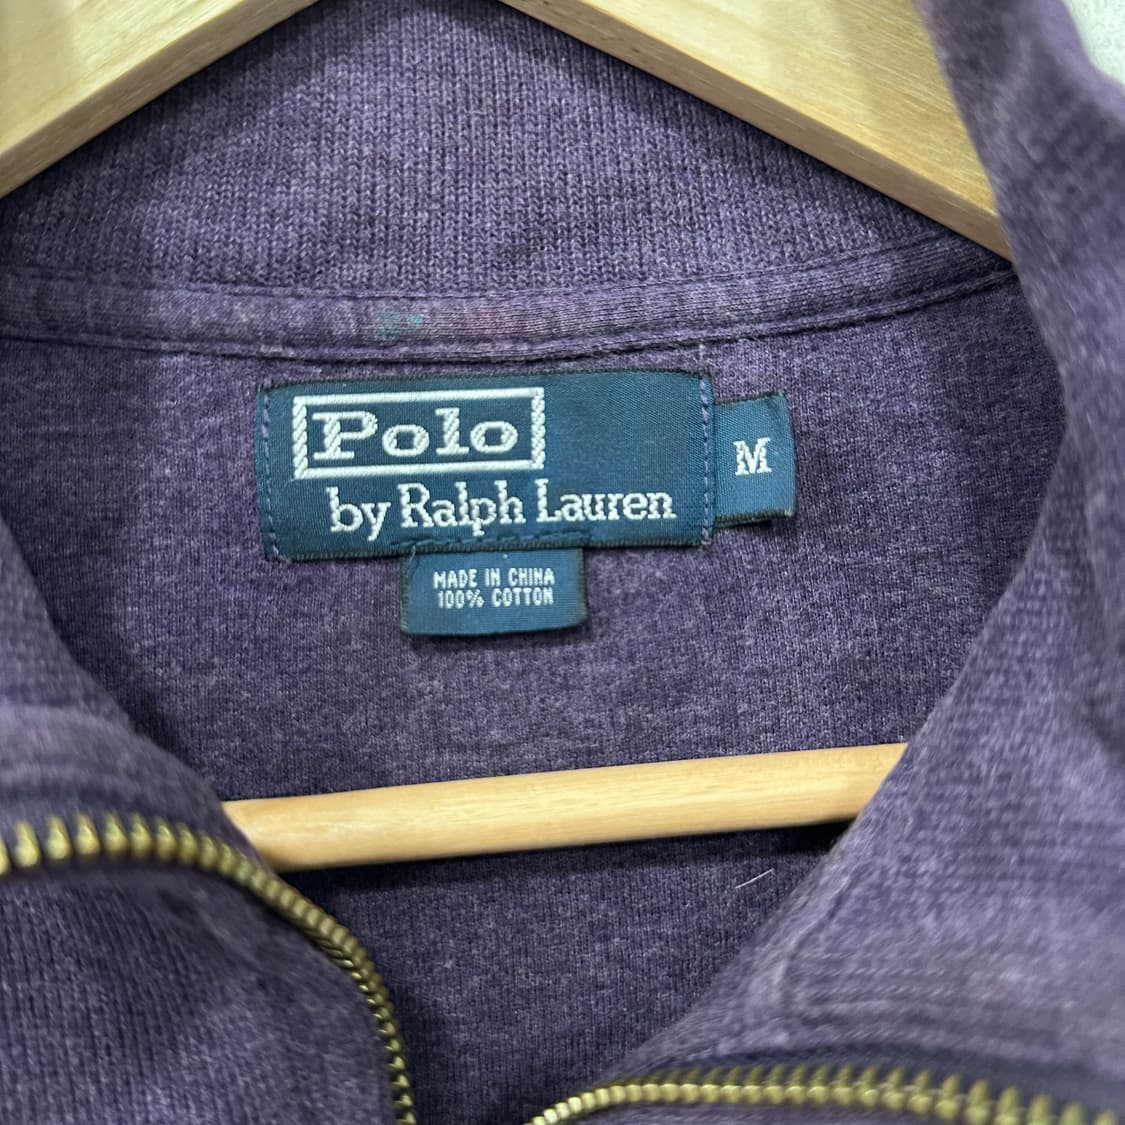 Polo
by Ralph Lauren
M
MADE IN CHINA
100% COTTON